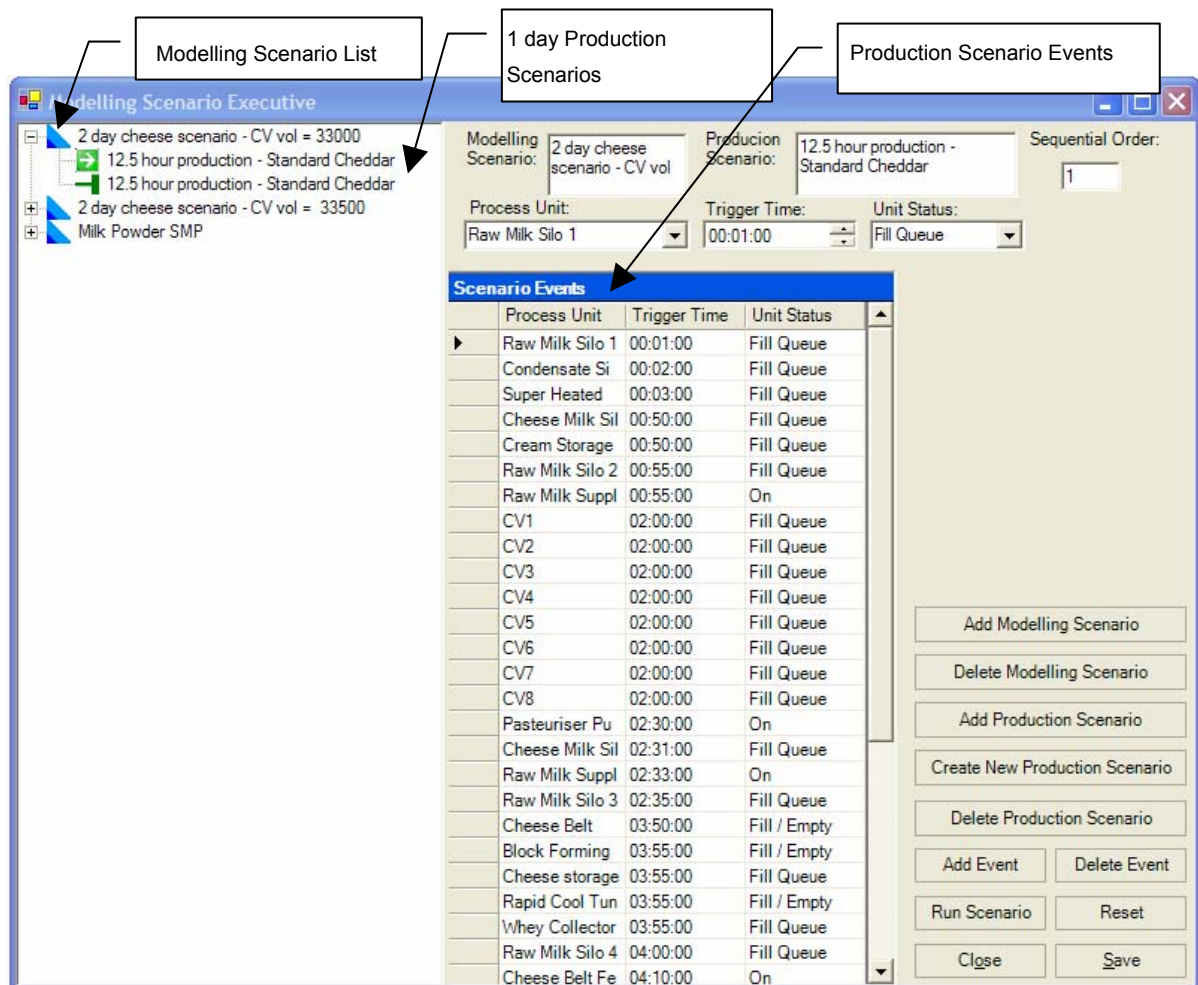 Modelling Scenario List
1 day Production
Scenarios
Production Scenario Events
Modelling Scenario Executive
2 day cheese scenario - CV vol = 33000
12.5 hour production - Standard Cheddar
12.5 hour production - Standard Cheddar
2 day cheese scenario - CV vol = 33500
Milk Powder SMP
Modelling
Scenario:
2 day cheese
scenario - CV vol
Producion
Scenario:
12.5 hour production -
Standard Cheddar
Sequential Order:
1
Process Unit:
Trigger Time:
Unit Status:
Raw Milk Silo 1
00:01:00
Fill Queue
Scenario Events
Process Unit Trigger Time Unit Status
Raw Milk Silo 1 00:01:00 Fill Queue
Condensate Si 00:02:00 Fill Queue
Super Heated 00:03:00 Fill Queue
Cheese Milk Sil 00:50:00 Fill Queue
Cream Storage 00:50:00 Fill Queue
Raw Milk Silo 2 00:55:00 Fill Queue
Raw Milk Suppl 00:55:00 On
CV1 02:00:00 Fill Queue
CV2 02:00:00 Fill Queue
CV3 02:00:00 Fill Queue
CV4 02:00:00 Fill Queue
CV5 02:00:00 Fill Queue
CV6 02:00:00 Fill Queue
CV7 02:00:00 Fill Queue
CV8 02:00:00 Fill Queue
Pasteuriser Pu 02:30:00 On
Cheese Milk Sil 02:31:00 Fill Queue
Raw Milk Suppl 02:33:00 On
Raw Milk Silo 3 02:35:00 Fill Queue
Cheese Belt 03:50:00 Fill / Empty
Block Forming 03:55:00 Fill / Empty
Cheese storage 03:55:00 Fill Queue
Rapid Cool Tun 03:55:00 Fill / Empty
Whey Collector 03:55:00 Fill Queue
Raw Milk Silo 4 04:00:00 Fill Queue
Cheese Belt Fe 04:10:00 On
Add Modelling Scenario
Delete Modelling Scenario
Add Production Scenario
Create New Production Scenario
Delete Production Scenario
Add Event
Delete Event
Run Scenario
Reset
Close
Save